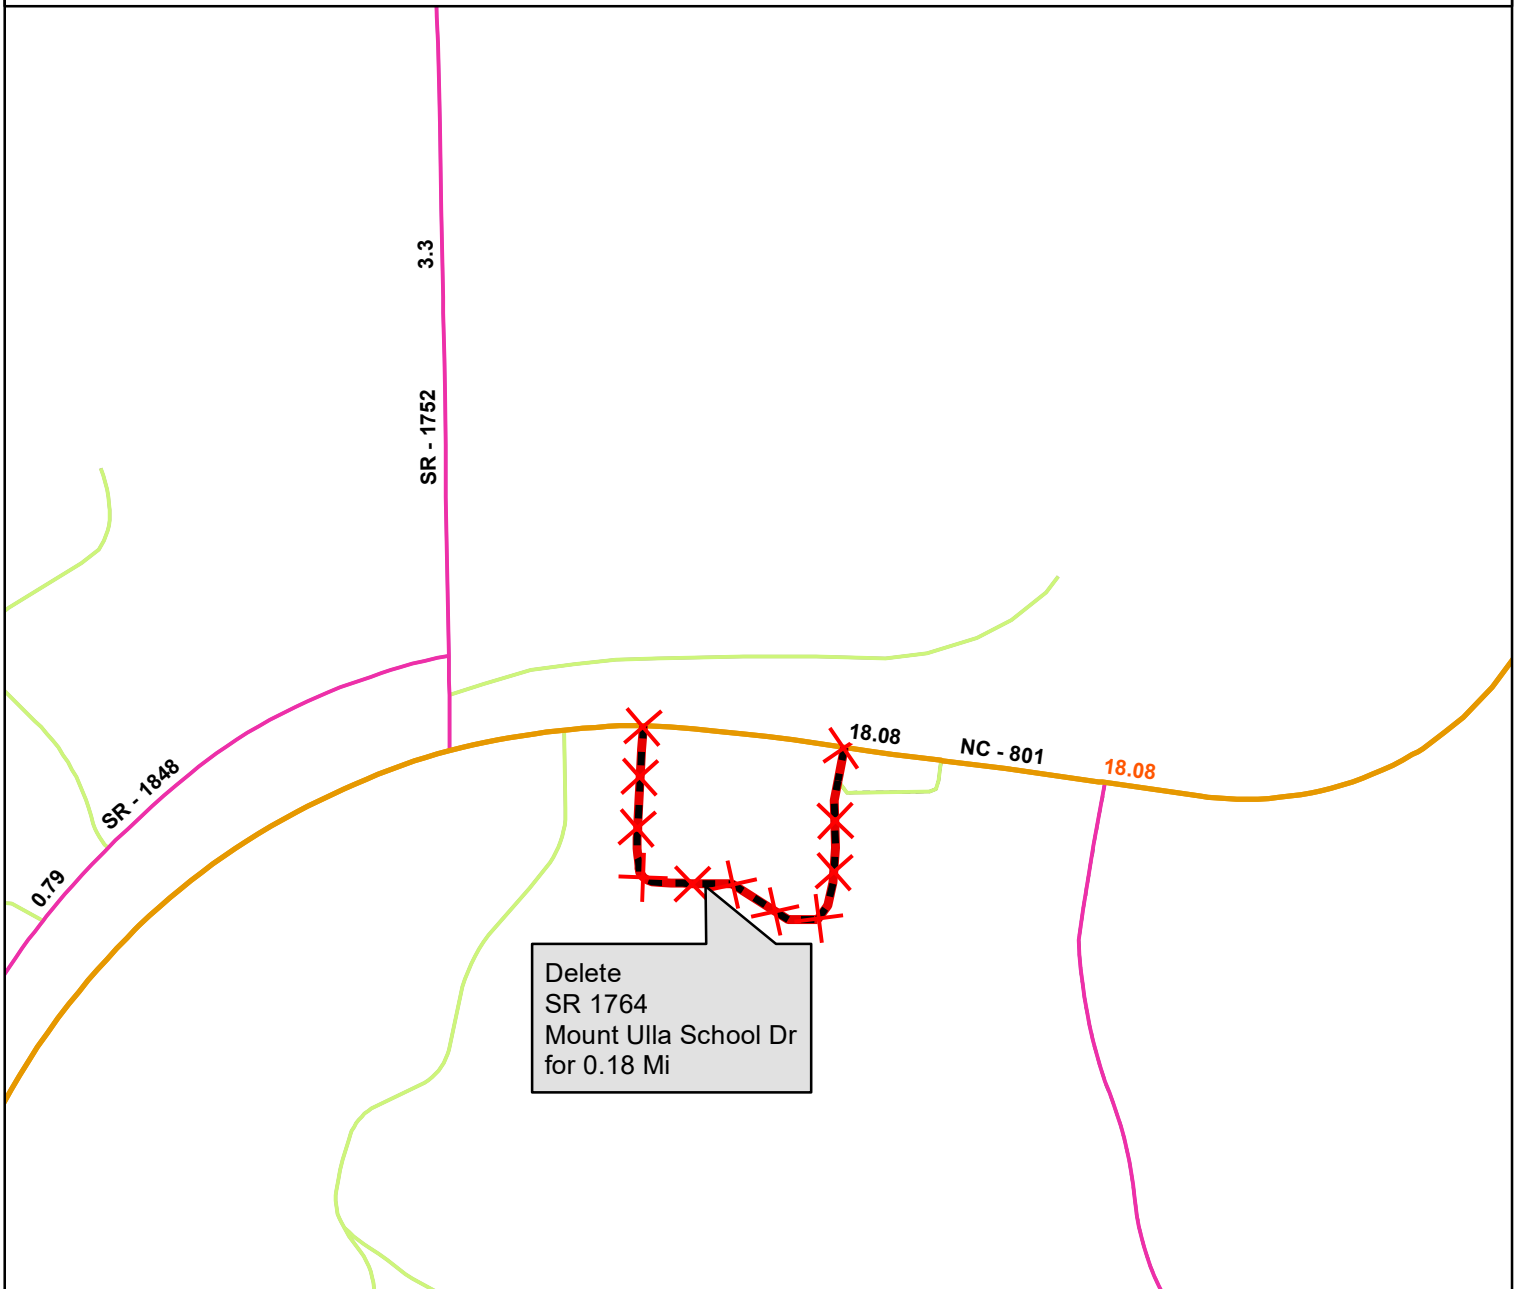 3.3
SR - 1752
SR - 1848
0.79
18.08
NC - 801
18.08
Delete
SR 1764
Mount Ulla School Dr
for 0.18 Mi